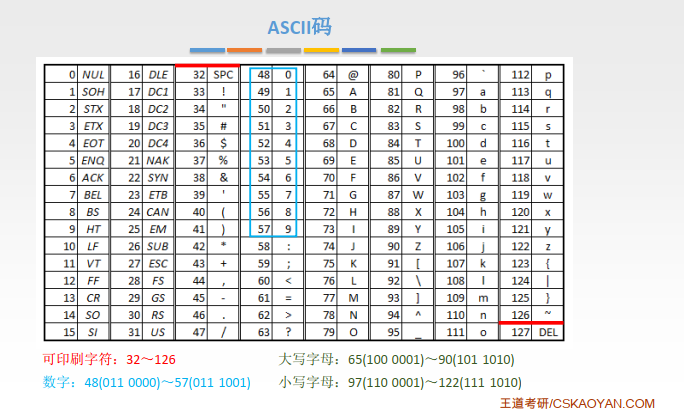 ASCII码
0 NUL 16 DLE 32 SPC 48 0 64 @ 80 P 96 ` 112 p
1 SOH 17 DC1 33 ! 49 1 65 A 81 Q 97 a 113 q
2 STX 18 DC2 34 " 50 2 66 B 82 R 98 b 114 r
3 ETX 19 DC3 35 # 51 3 67 C 83 S 99 c 115 s
4 EOT 20 DC4 36 $ 52 4 68 D 84 T 100 d 116 t
5 ENQ 21 NAK 37 % 53 5 69 E 85 U 101 e 117 u
6 ACK 22 SYN 38 & 54 6 70 F 86 V 102 f 118 v
7 BEL 23 ETB 39 ' 55 7 71 G 87 W 103 g 119 w
8 BS 24 CAN 40 ( 56 8 72 H 88 X 104 h 120 x
9 HT 25 EM 41 ) 57 9 73 I 89 Y 105 i 121 y
10 LF 26 SUB 42 * 58 : 74 J 90 Z 106 j 122 z
11 VT 27 ESC 43 + 59 ; 75 K 91 [ 107 k 123 {
12 FF 28 FS 44 , 60 < 76 L 92 \ 108 l 124 |
13 CR 29 GS 45 - 61 = 77 M 93 ] 109 m 125 }
14 SO 30 RS 46 . 62 > 78 N 94 ^ 110 n 126 ~
15 SI 31 US 47 / 63 ? 79 O 95 _ 111 o 127 DEL
可印刷字符：32～126 大写字母：65(100 0001)～90(101 1010)
数字：48(011 0000)～57(011 1001) 小写字母：97(110 0001)～122(111 1010)
王道考研/CSKAOYAN.COM